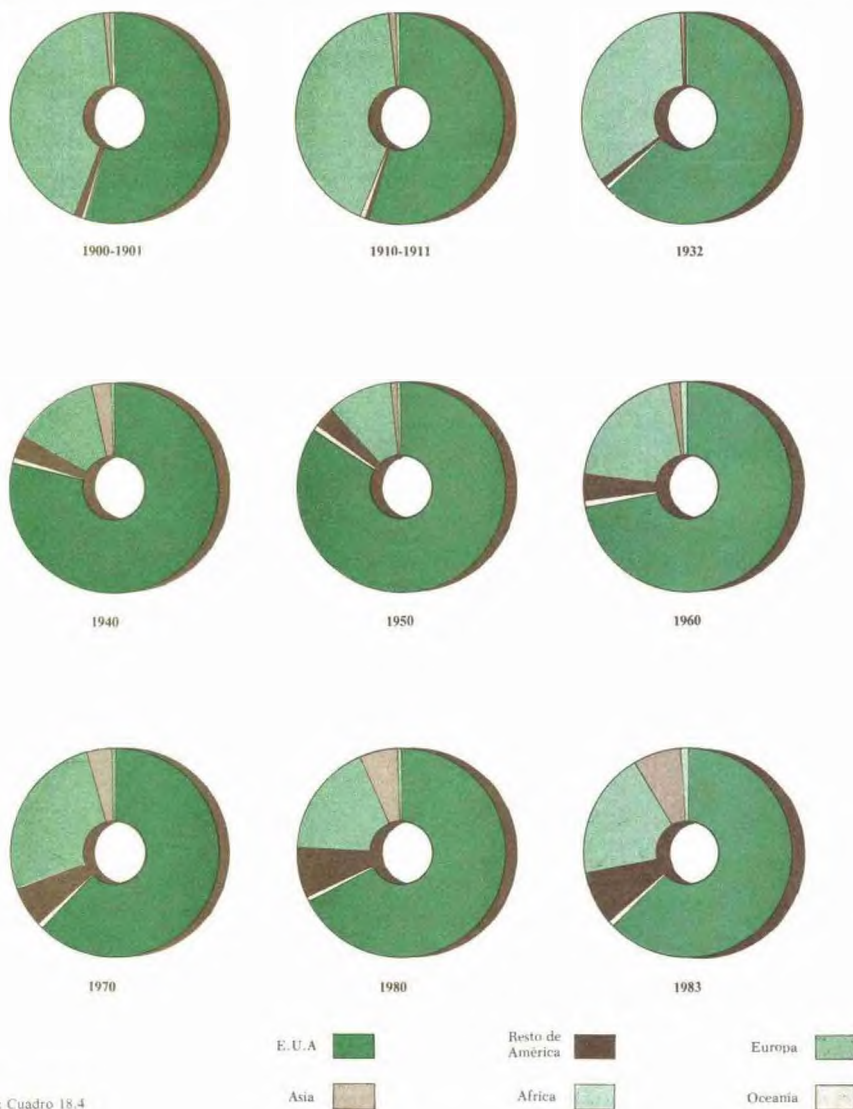 1900-1901
1910-1911
1932
1940
1950
1960
1970
1980
1983
E.U.A
Resto de
América
Europa
Asia
Africa
Oceanía
: Cuadro 18.4